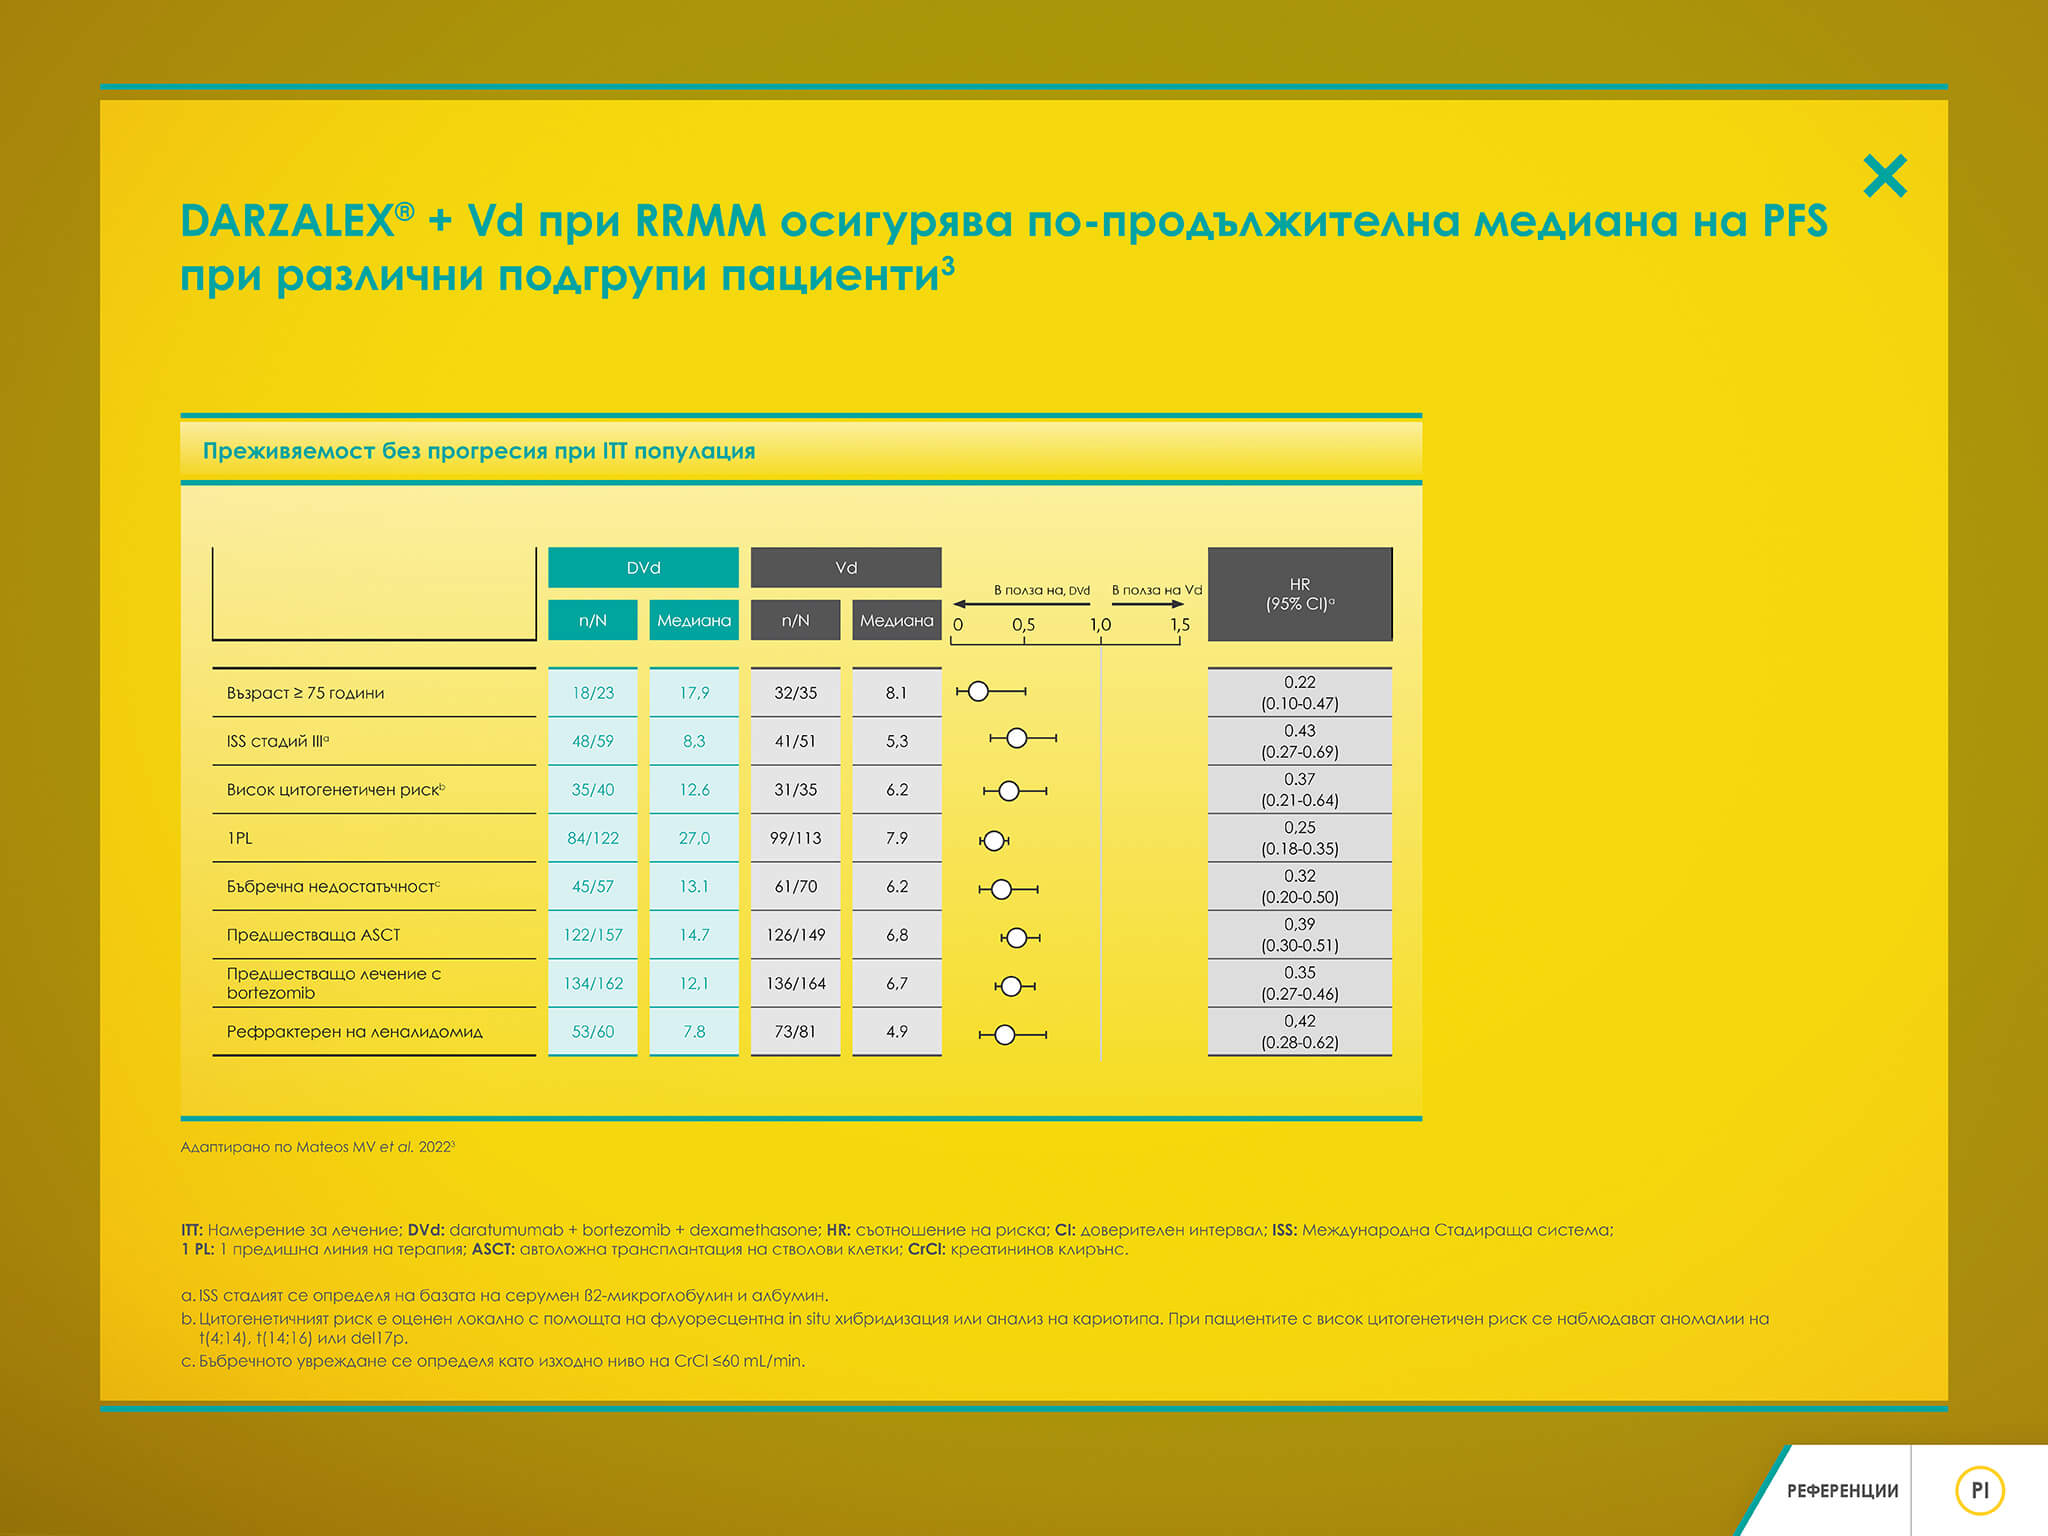 DARZALEX® + Vd при RRMM осигурява по-продължителна медиана на PFS
при различни подгрупи пациенти³
Преживяемост без прогресия при ITT популация
DVd Vd
n/N Медиана n/N Медиана
В полза на, DVd В полза на Vd
0 0,5 1,0 1,5
HR
(95% CI)ᵃ
Възраст ≥ 75 години 18/23 17,9 32/35 8.1 0.22
(0.10-0.47)
ISS стадий IIIᵃ 48/59 8,3 41/51 5,3 0.43
(0.27-0.69)
Висок цитогенетичен рискᵇ 35/40 12.6 31/35 6.2 0.37
(0.21-0.64)
1PL 84/122 27,0 99/113 7.9 0,25
(0.18-0.35)
Бъбречна недостатъчностᶜ 45/57 13.1 61/70 6.2 0.32
(0.20-0.50)
Предшестваща ASCT 122/157 14.7 126/149 6,8 0,39
(0.30-0.51)
Предшестващо лечение с
bortezomib 134/162 12,1 136/164 6,7 0.35
(0.27-0.46)
Рефрактерен на леналидомид 53/60 7.8 73/81 4.9 0,42
(0.28-0.62)
Адаптирано по Mateos MV et al. 2022³
ITT: Намерение за лечение; DVd: daratumumab + bortezomib + dexamethasone; HR: съотношение на риска; CI: доверителен интервал; ISS: Международна Стадираща система;
1 PL: 1 предишна линия на терапия; ASCT: автоложна трансплантация на стволови клетки; CrCl: креатининов клирънс.
a. ISS стадият се определя на базата на серумен ß2-микроглобулин и албумин.
b. Цитогенетичният риск е оценен локално с помощта на флуоресцентна in situ хибридизация или анализ на кариотипа. При пациентите с висок цитогенетичен риск се наблюдават аномалии на
t(4;14), t(14;16) или del17p.
c. Бъбречното увреждане се определя като изходно ниво на CrCl ≤60 mL/min.
РЕФЕРЕНЦИИ PI